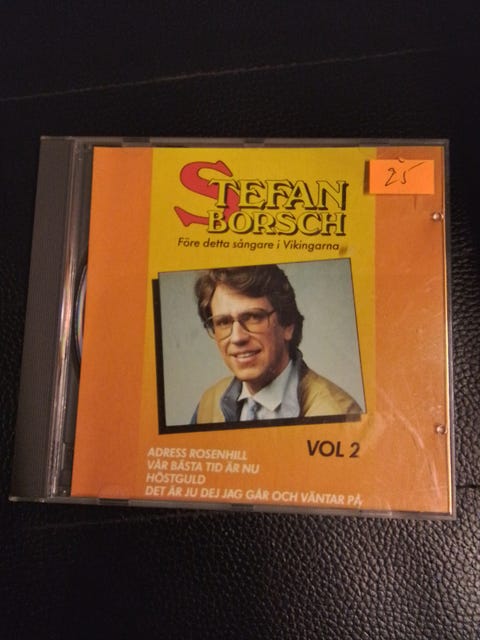 STEFAN
BORSCH
Före detta sångare i Vikingarna
25
VOL 2
ADRESS ROSENHILL
VÅR BÄSTA TID ÄR NU
HÖSTGULD
DET ÄR JU DEJ JAG GÅR OCH VÄNTAR PÅ